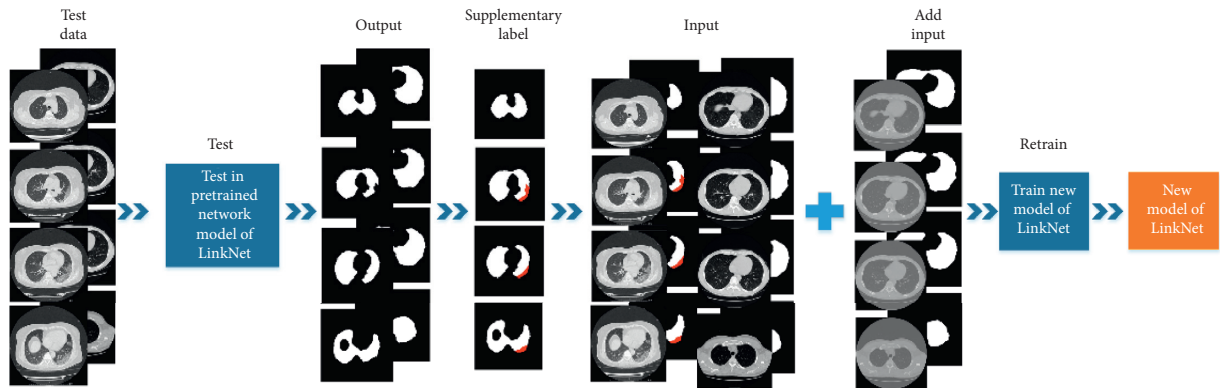 Test
data
Test
Test in
pretrained
network
model of
LinkNet
Output
Supplementary
label
Input
Add
input
Retrain
Train new
model of
LinkNet
New
model of
LinkNet